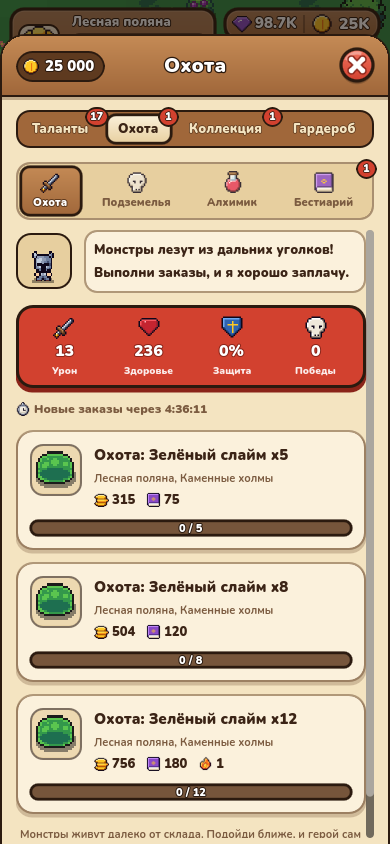 Лесная поляна
98.7K
25K
25 000
Охота
Таланты 17
Охота 1
Коллекция 1
Гардероб
Охота
Подземелья
Алхимик
Бестиарий 1
Монстры лезут из дальних уголков!
Выполни заказы, и я хорошо заплачу.
13
236
0%
0
Урон
Здоровье
Защита
Победы
Новые заказы через 4:36:11
Охота: Зелёный слайм x5
Лесная поляна, Каменные холмы
315 75
0 / 5
Охота: Зелёный слайм x8
Лесная поляна, Каменные холмы
504 120
0 / 8
Охота: Зелёный слайм x12
Лесная поляна, Каменные холмы
756 180 1
0 / 12
Монстры живут далеко от склада. Подойди ближе, и герой сам